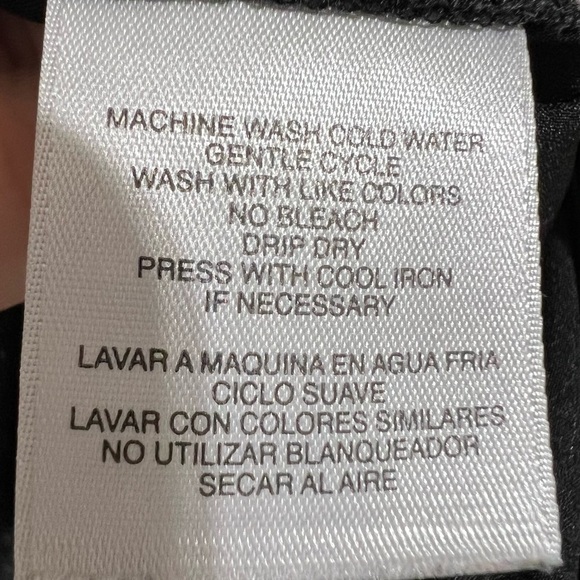 MACHINE WASH COLD WATER
GENTLE CYCLE
WASH WITH LIKE COLORS
NO BLEACH
DRIP DRY
PRESS WITH COOL IRON
IF NECESSARY
LAVAR A MAQUINA EN AGUA FRIA
CICLO SUAVE
LAVAR CON COLORES SIMILARES
NO UTILIZAR BLANQUEADOR
SECAR AL AIRE